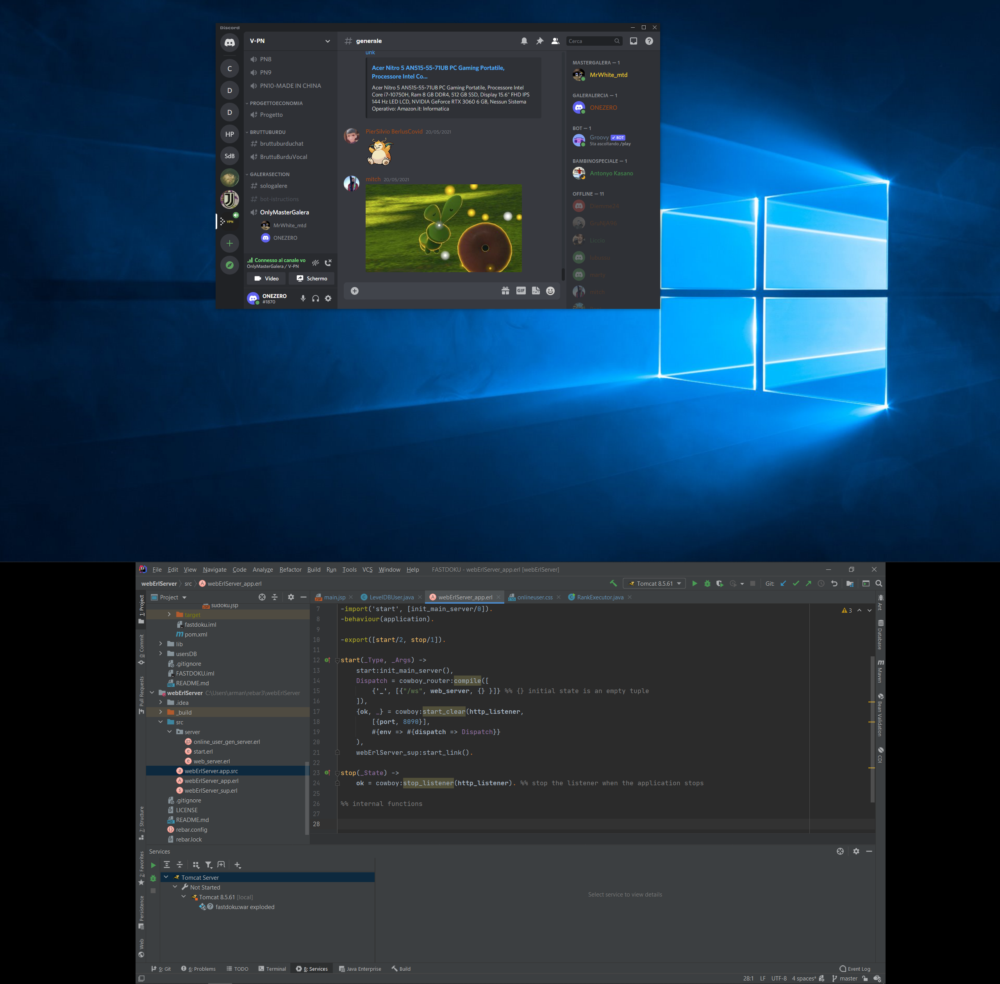 Discord
V-PN
generale
Cerca
C
D
D
HP
SdB
VPN
PN8
PN9
PN10-MADE IN CHINA
PROGETTOECONOMIA
Progetto
BRUTTUBURDU
bruttuburduchat
BruttuBurduVocal
GALERASECTION
sologalere
bot-istructions
OnlyMasterGalera
MrWhite_mtd
ONEZERO
Connesso al canale vo
OnlyMasterGalera / V-PN
Video
Schermo
ONEZERO
#1870
Acer Nitro 5 AN515-55-71UB PC Gaming Portatile,
Processore Intel Co...
Acer Nitro 5 AN515-55-71UB PC Gaming Portatile, Processore Intel
Core i7-10750H, Ram 8 GB DDR4, 512 GB SSD, Display 15.6" FHD IPS
144 Hz LED LCD, NVIDIA GeForce RTX 3060 6 GB, Nessun Sistema
Operativo: Amazon.it: Informatica
PierSilvio BerlusCovid 20/05/2021
mitch 20/05/2021
GIF
MASTERGALERA — 1
MrWhite_mtd
GALERALERCIA — 1
ONEZERO
BOT — 1
Groovy BOT
Sta ascoltando /play
BAMBINOSPECIALE — 1
Antonyo Kasano
OFFLINE — 11
Diemme24
Liccio
marty
mitch
File Edit View Navigate Code Analyze Refactor Build Run Tools VCS Window Help FASTDOKU - webErlServer_app.erl [webErlServer]
webErlServer src webErlServer_app.erl
Tomcat 8.5.61
Git:
Project
main.jsp LevelDBUser.java webErlServer_app.erl onlineuser.css RankExecutor.java
1: Project
Commit
Pull Requests
7: Structure
2: Favorites
Persistence
Web
sudoku.jsp
target
fastdoku.iml
pom.xml
lib
usersDB
.gitignore
FASTDOKU.iml
README.md
webErlServer C:\Users\arman\rebar3\webErlServer
.idea
_build
src
server
online_user_gen_server.erl
start.erl
web_server.erl
webErlServer.app.src
webErlServer_app.erl
webErlServer_sup.erl
.gitignore
LICENSE
README.md
rebar.config
rebar.lock
3
7 -import('start', [init_main_server/0]).
8 -behaviour(application).
9
10 -export([start/2, stop/1]).
11
12 start(_Type, _Args) ->
13 start:init_main_server(),
14 Dispatch = cowboy_router:compile([
15 {'_', [{"/ws", web_server, {} }]} %% {} initial state is an empty tuple
16 ]),
17 {ok, _} = cowboy:start_clear(http_listener,
18 [{port, 8090}],
19 #{env => #{dispatch => Dispatch}}
20 ),
21 webErlServer_sup:start_link().
22
23 stop(_State) ->
24 ok = cowboy:stop_listener(http_listener). %% stop the listener when the application stops
25
26 %% internal functions
27
28
Ant
Database
Maven
Bean Validation
CDI
Services
Tomcat Server
Not Started
Tomcat 8.5.61 [local]
fastdoku:war exploded
Select service to view details
9: Git 6: Problems TODO Terminal 8: Services Java Enterprise Build
Event Log
28:1 LF UTF-8 4 spaces* master